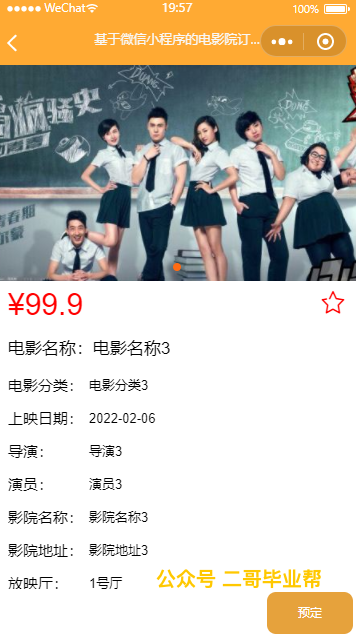 WeChat 19:57 100%
基于微信小程序的电影院订...
¥99.9
电影名称： 电影名称3
电影分类： 电影分类3
上映日期： 2022-02-06
导演： 导演3
演员： 演员3
影院名称： 影院名称3
影院地址： 影院地址3
放映厅： 1号厅
公众号 二哥毕业帮
预订